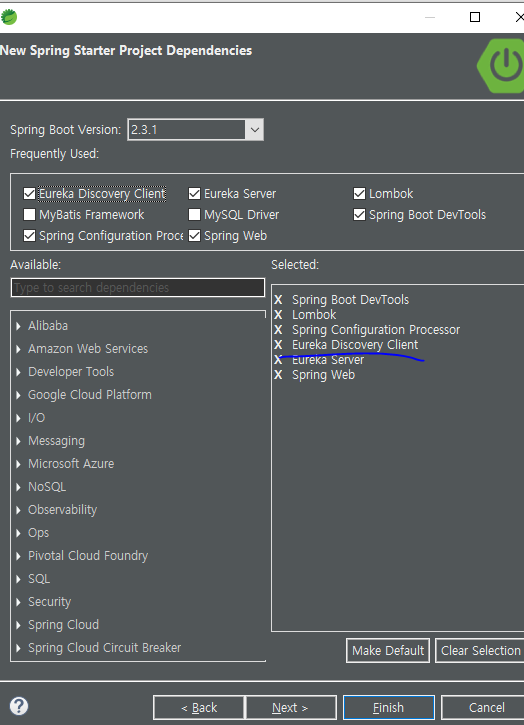 New Spring Starter Project Dependencies
Spring Boot Version: 2.3.1
Frequently Used:
Eureka Discovery Client Eureka Server Lombok
MyBatis Framework MySQL Driver Spring Boot DevTools
Spring Configuration Proce Spring Web
Available: Selected:
Type to search dependencies
X Spring Boot DevTools
X Lombok
X Spring Configuration Processor
X Eureka Discovery Client
X Eureka Server
X Spring Web
Alibaba
Amazon Web Services
Developer Tools
Google Cloud Platform
I/O
Messaging
Microsoft Azure
NoSQL
Observability
Ops
Pivotal Cloud Foundry
SQL
Security
Spring Cloud
Spring Cloud Circuit Breaker
Make Default Clear Selection
? < Back Next > Finish Cancel